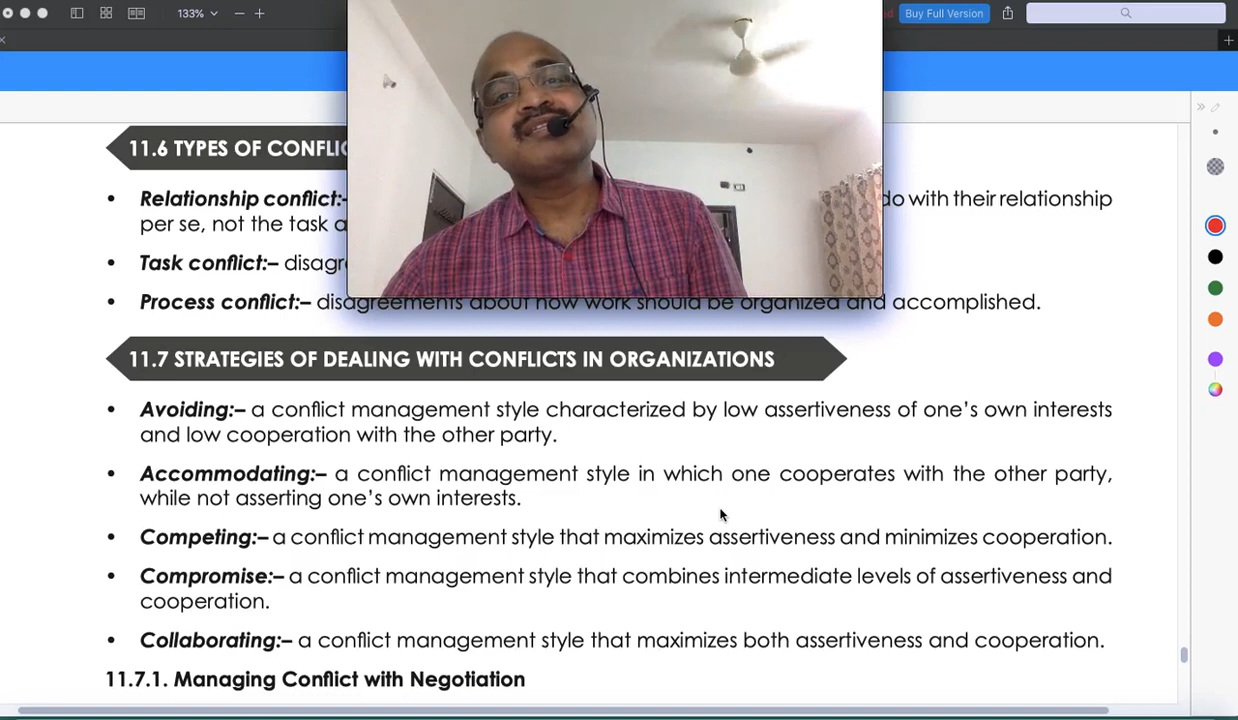 133%
Buy Full Version
11.6 TYPES OF CONFLIC
• Relationship conflict:– do with their relationship
per se, not the task a
• Task conflict:– disagr
• Process conflict:– disagreements about how work should be organized and accomplished.
11.7 STRATEGIES OF DEALING WITH CONFLICTS IN ORGANIZATIONS
• Avoiding:– a conflict management style characterized by low assertiveness of one’s own interests
and low cooperation with the other party.
• Accommodating:– a conflict management style in which one cooperates with the other party,
while not asserting one’s own interests.
• Competing:– a conflict management style that maximizes assertiveness and minimizes cooperation.
• Compromise:– a conflict management style that combines intermediate levels of assertiveness and
cooperation.
• Collaborating:– a conflict management style that maximizes both assertiveness and cooperation.
11.7.1. Managing Conflict with Negotiation